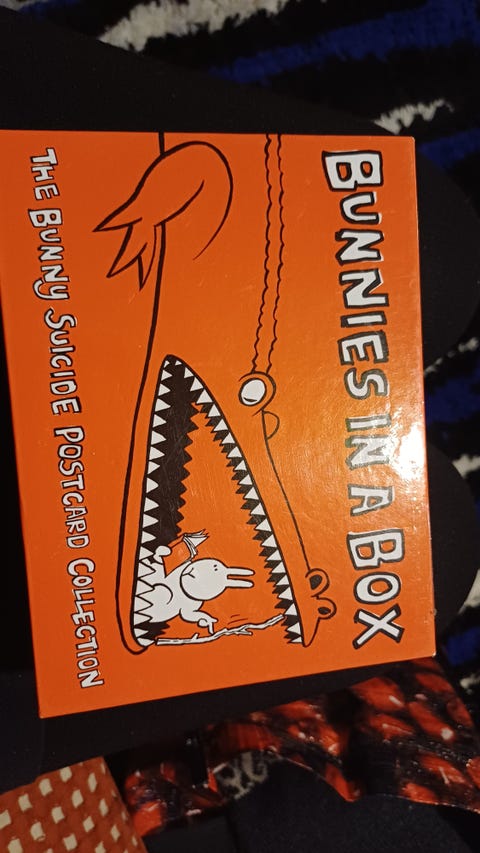 BUNNIES IN A BOX
THE BUNNY SUICIDE POSTCARD COLLECTION